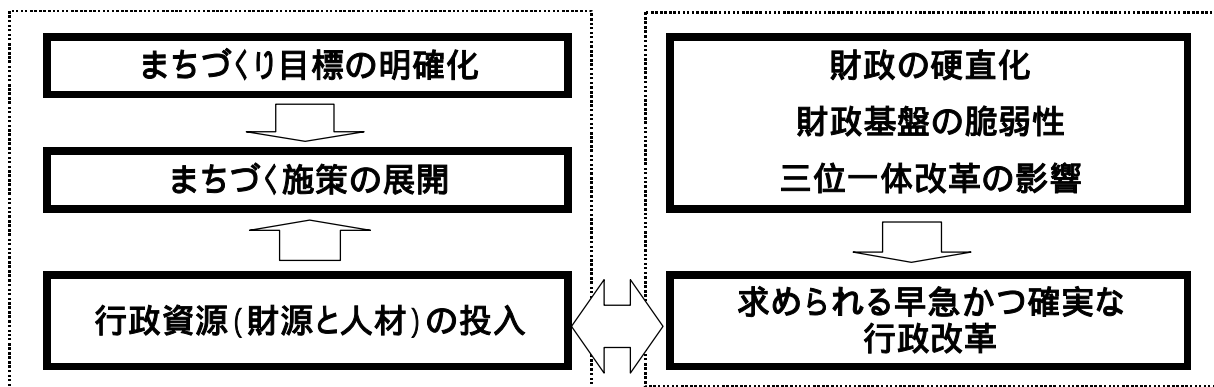 まちづくり目標の明確化
まちづく施策の展開
行政資源(財源と人材)の投入
財政の硬直化
財政基盤の脆弱性
三位一体改革の影響
求められる早急かつ確実な
行政改革